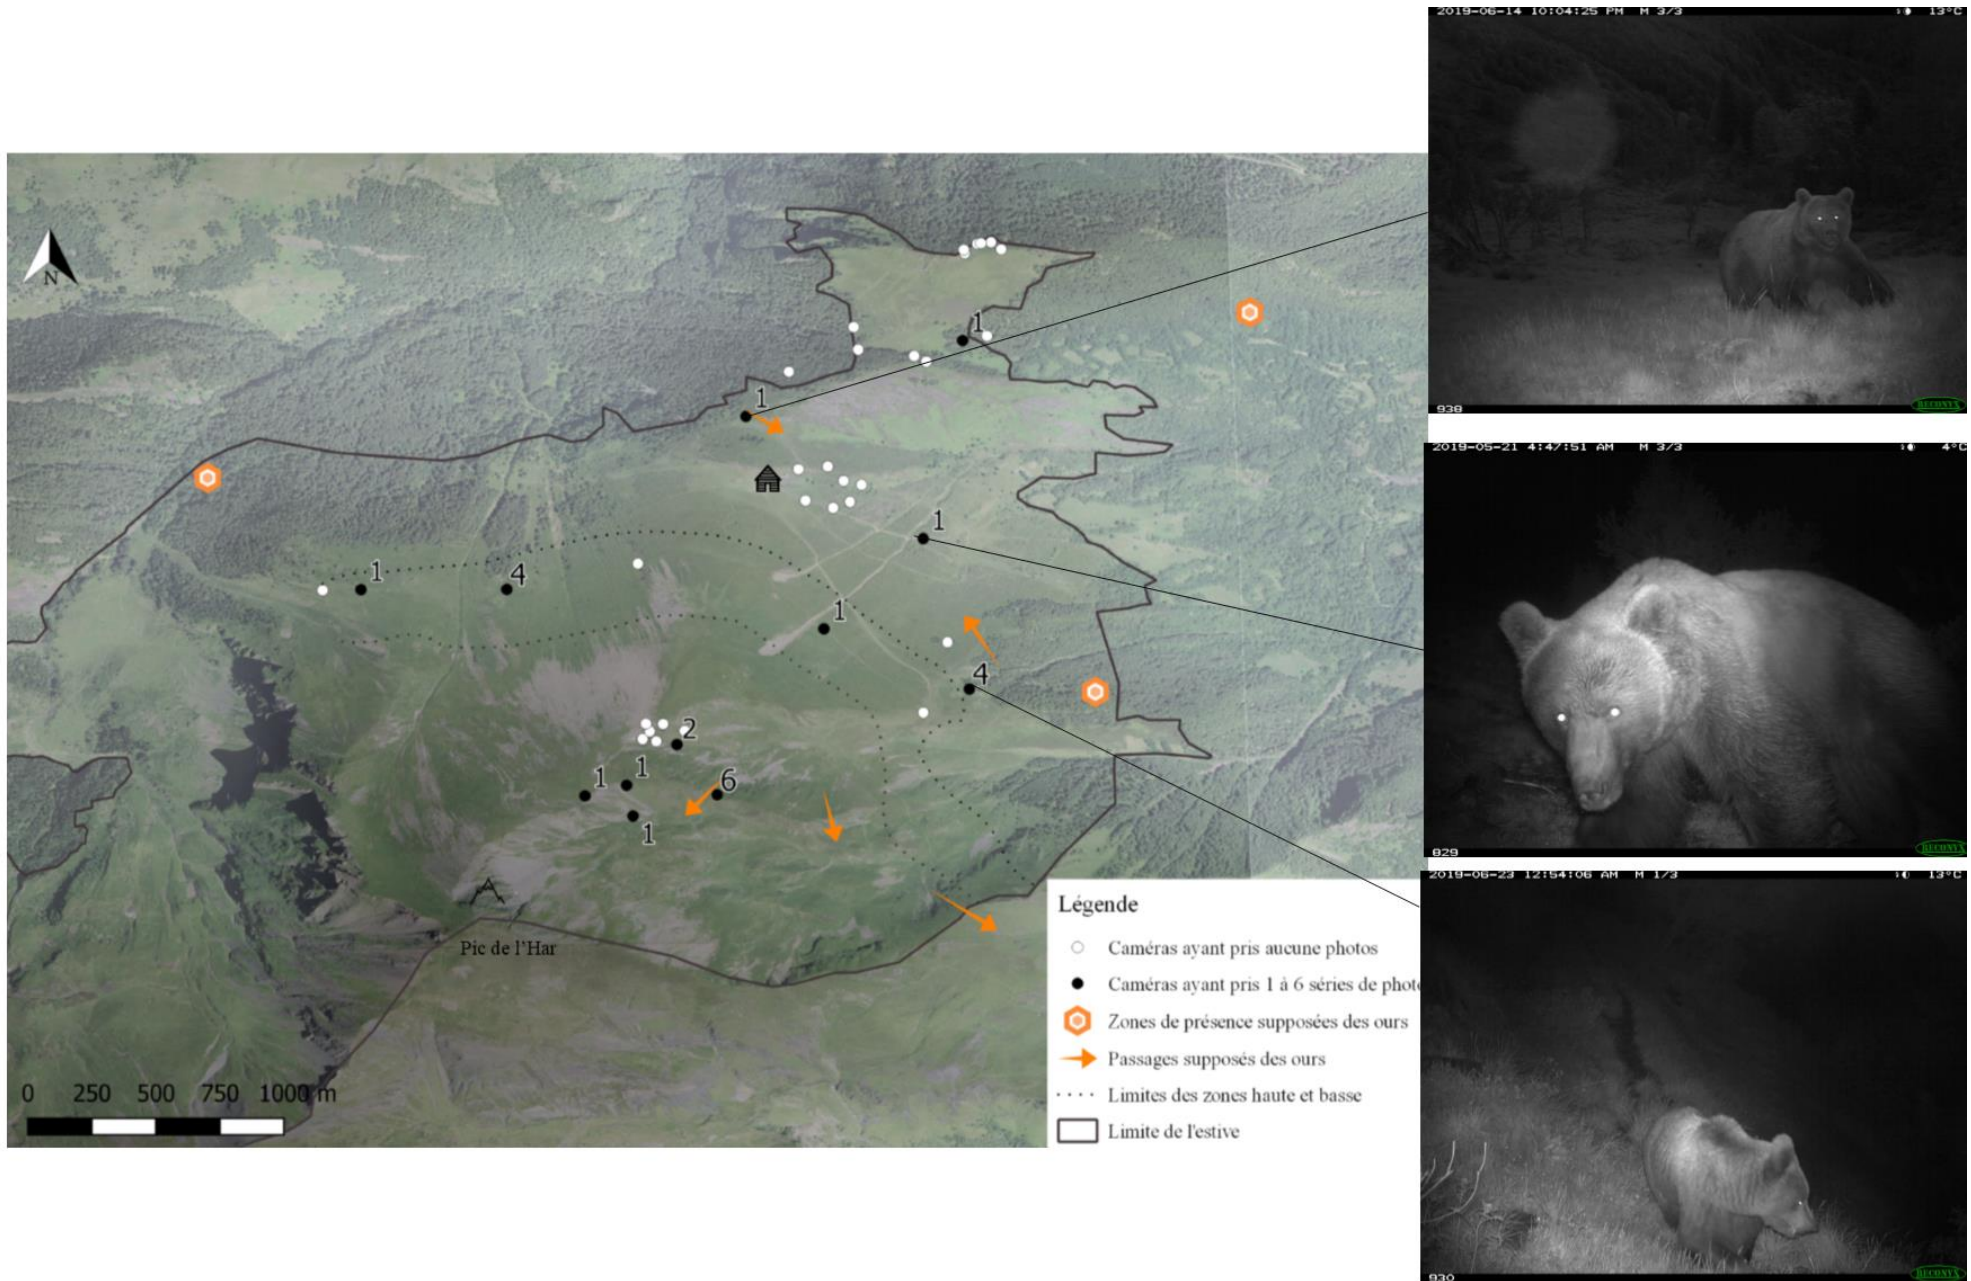 2019-06-14 10:04:25 PM M 3/3 13°C
938
RECONYX
2019-05-21 4:47:51 AM M 3/3 4°C
829
RECONYX
2019-06-23 12:54:06 AM M 1/3 13°C
930
RECONYX
N
1
1
1
1
4
1
4
2
1
1
6
1
Pic de l'Har
0 250 500 750 1000 m
Légende
Caméras ayant pris aucune photos
Caméras ayant pris 1 à 6 séries de phot
Zones de présence supposées des ours
Passages supposés des ours
Limites des zones haute et basse
Limite de l'estive